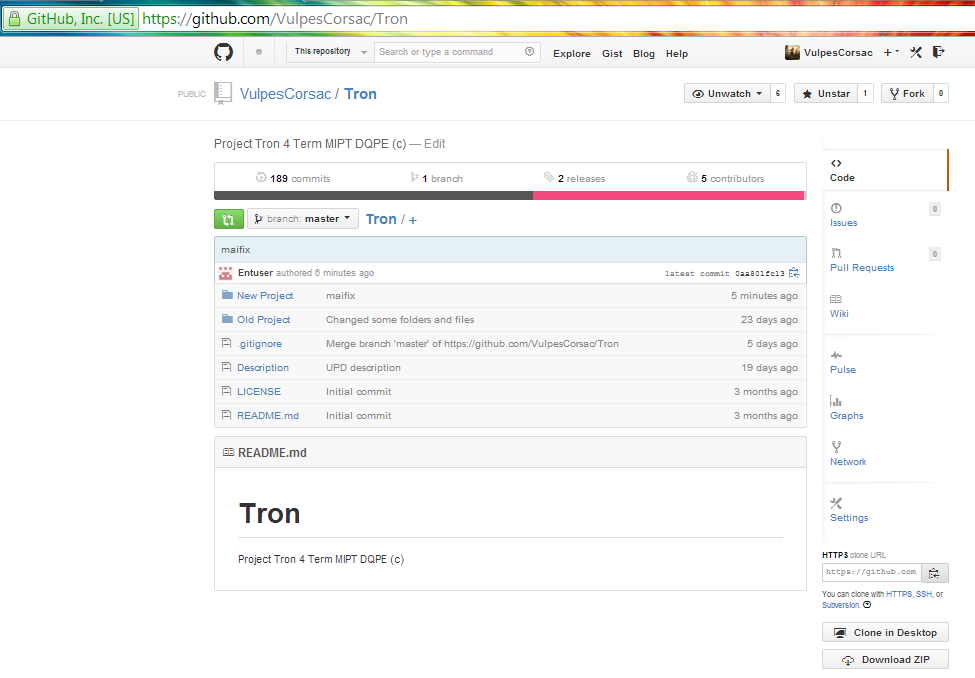 GitHub, Inc. [US] https://github.com/VulpesCorsac/Tron
This repository Search or type a command Explore Gist Blog Help VulpesCorsac +
PUBLIC VulpesCorsac / Tron Unwatch 6 Unstar 1 Fork 0
Project Tron 4 Term MIPT DQPE (c) — Edit
189 commits 1 branch 2 releases 5 contributors
branch: master Tron / +
maifix
Entuser authored 6 minutes ago latest commit 0aa801fc13
New Project maifix 5 minutes ago
Old Project Changed some folders and files 23 days ago
.gitignore Merge branch 'master' of https://github.com/VulpesCorsac/Tron 5 days ago
Description UPD description 19 days ago
LICENSE Initial commit 3 months ago
README.md Initial commit 3 months ago
README.md
Tron
Project Tron 4 Term MIPT DQPE (c)
Code
Issues 0
Pull Requests 0
Wiki
Pulse
Graphs
Network
Settings
HTTPS clone URL
https://github.com
You can clone with HTTPS, SSH, or
Subversion.
Clone in Desktop
Download ZIP